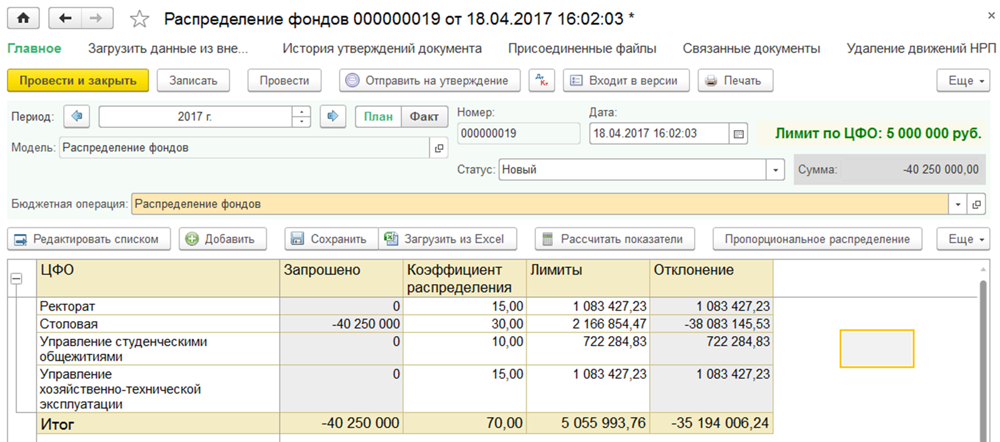 Распределение фондов 000000019 от 18.04.2017 16:02:03 *
Главное Загрузить данные из вне... История утверждений документа Присоединенные файлы Связанные документы Удаление движений НРП
Провести и закрыть Записать Провести Отправить на утверждение Дт Кт Входит в версии Печать Еще
Период: 2017 г. План Факт Номер: 000000019 Дата: 18.04.2017 16:02:03 Лимит по ЦФО: 5 000 000 руб.
Модель: Распределение фондов
Статус: Новый Сумма: -40 250 000,00
Бюджетная операция: Распределение фондов
Редактировать списком Добавить Сохранить Загрузить из Excel Рассчитать показатели Пропорциональное распределение Еще
ЦФО Запрошено Коэффициент Лимиты Отклонение
распределения
Ректорат 0 15,00 1 083 427,23 1 083 427,23
Столовая -40 250 000 30,00 2 166 854,47 -38 083 145,53
Управление студенческими 0 10,00 722 284,83 722 284,83
общежитиями
Управление 0 15,00 1 083 427,23 1 083 427,23
хозяйственно-технической
эксплуатации
Итог -40 250 000 70,00 5 055 993,76 -35 194 006,24